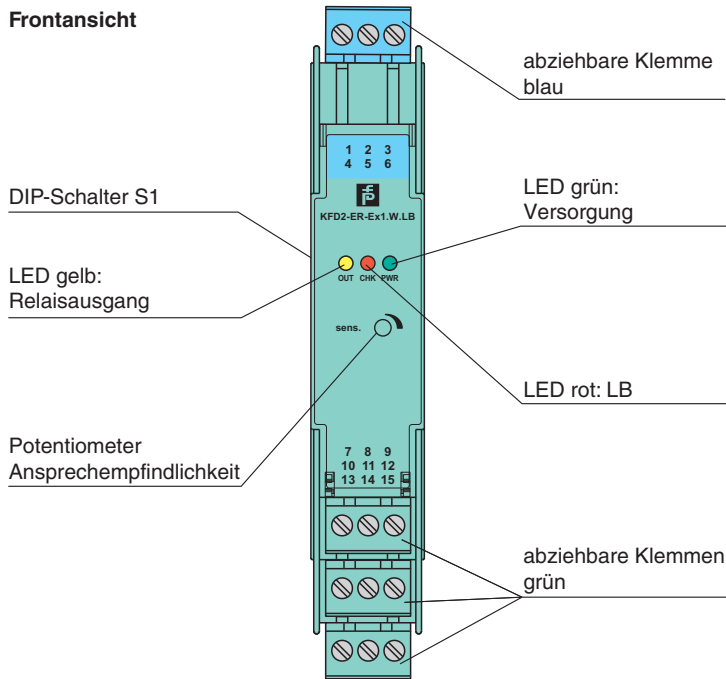 Frontansicht
abziehbare Klemme
blau
1 2 3
4 5 6
DIP-Schalter S1
LED grün:
Versorgung
KFD2-ER-Ex1.W.LB
LED gelb:
Relaisausgang
OUT CHK PWR
sens.
LED rot: LB
Potentiometer
Ansprechempfindlichkeit
7 8 9
10 11 12
13 14 15
abziehbare Klemmen
grün